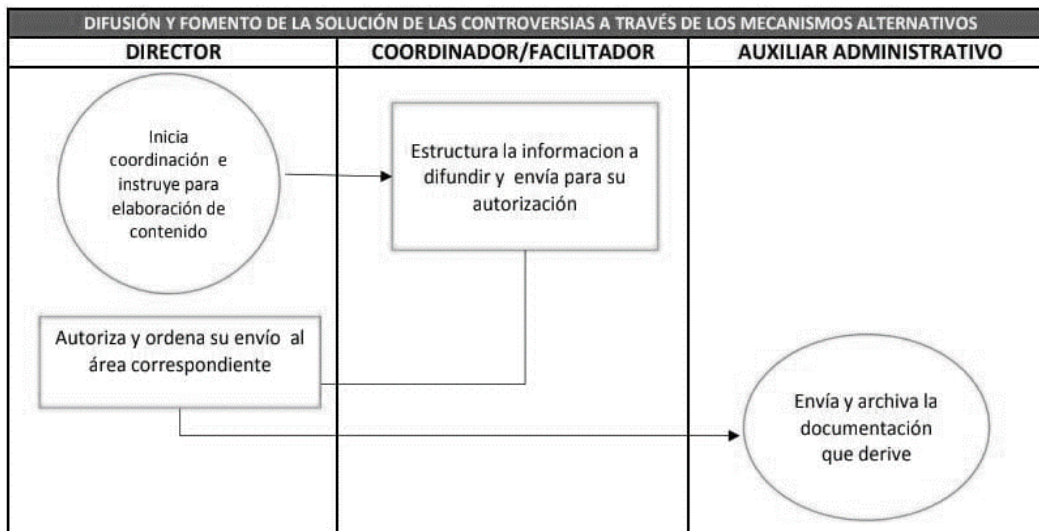 DIFUSIÓN Y FOMENTO DE LA SOLUCIÓN DE LAS CONTROVERSIAS A TRAVÉS DE LOS MECANISMOS ALTERNATIVOS
DIRECTOR
COORDINADOR/FACILITADOR
AUXILIAR ADMINISTRATIVO
Inicia
coordinación e
instruye para
elaboración de
contenido
Estructura la informacion a
difundir y envía para su
autorización
Autoriza y ordena su envío al
área correspondiente
Envía y archiva la
documentación
que derive